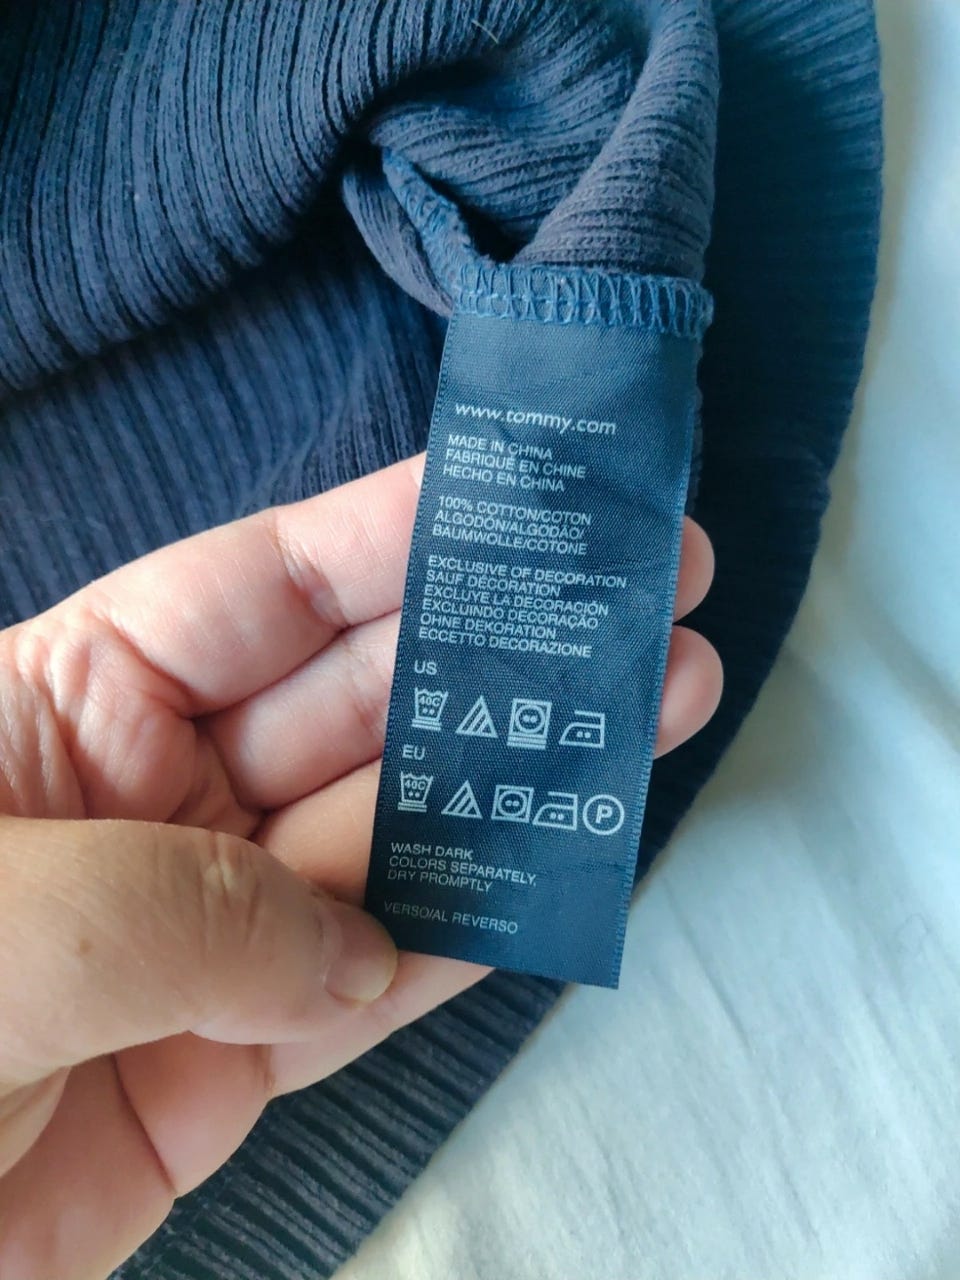 www.tommy.com
MADE IN CHINA
FABRIQUÉ EN CHINE
HECHO EN CHINA
100% COTTON/COTON
ALGODÓN/ALGODÃO/
BAUMWOLLE/COTONE
EXCLUSIVE OF DECORATION
SAUF DÉCORATION
EXCLUYE LA DECORACIÓN
EXCLUINDO DECORAÇÃO
OHNE DEKORATION
ECCETTO DECORAZIONE
US
40C
EU
40C
P
WASH DARK
COLORS SEPARATELY,
DRY PROMPTLY
VERSO/AL REVERSO